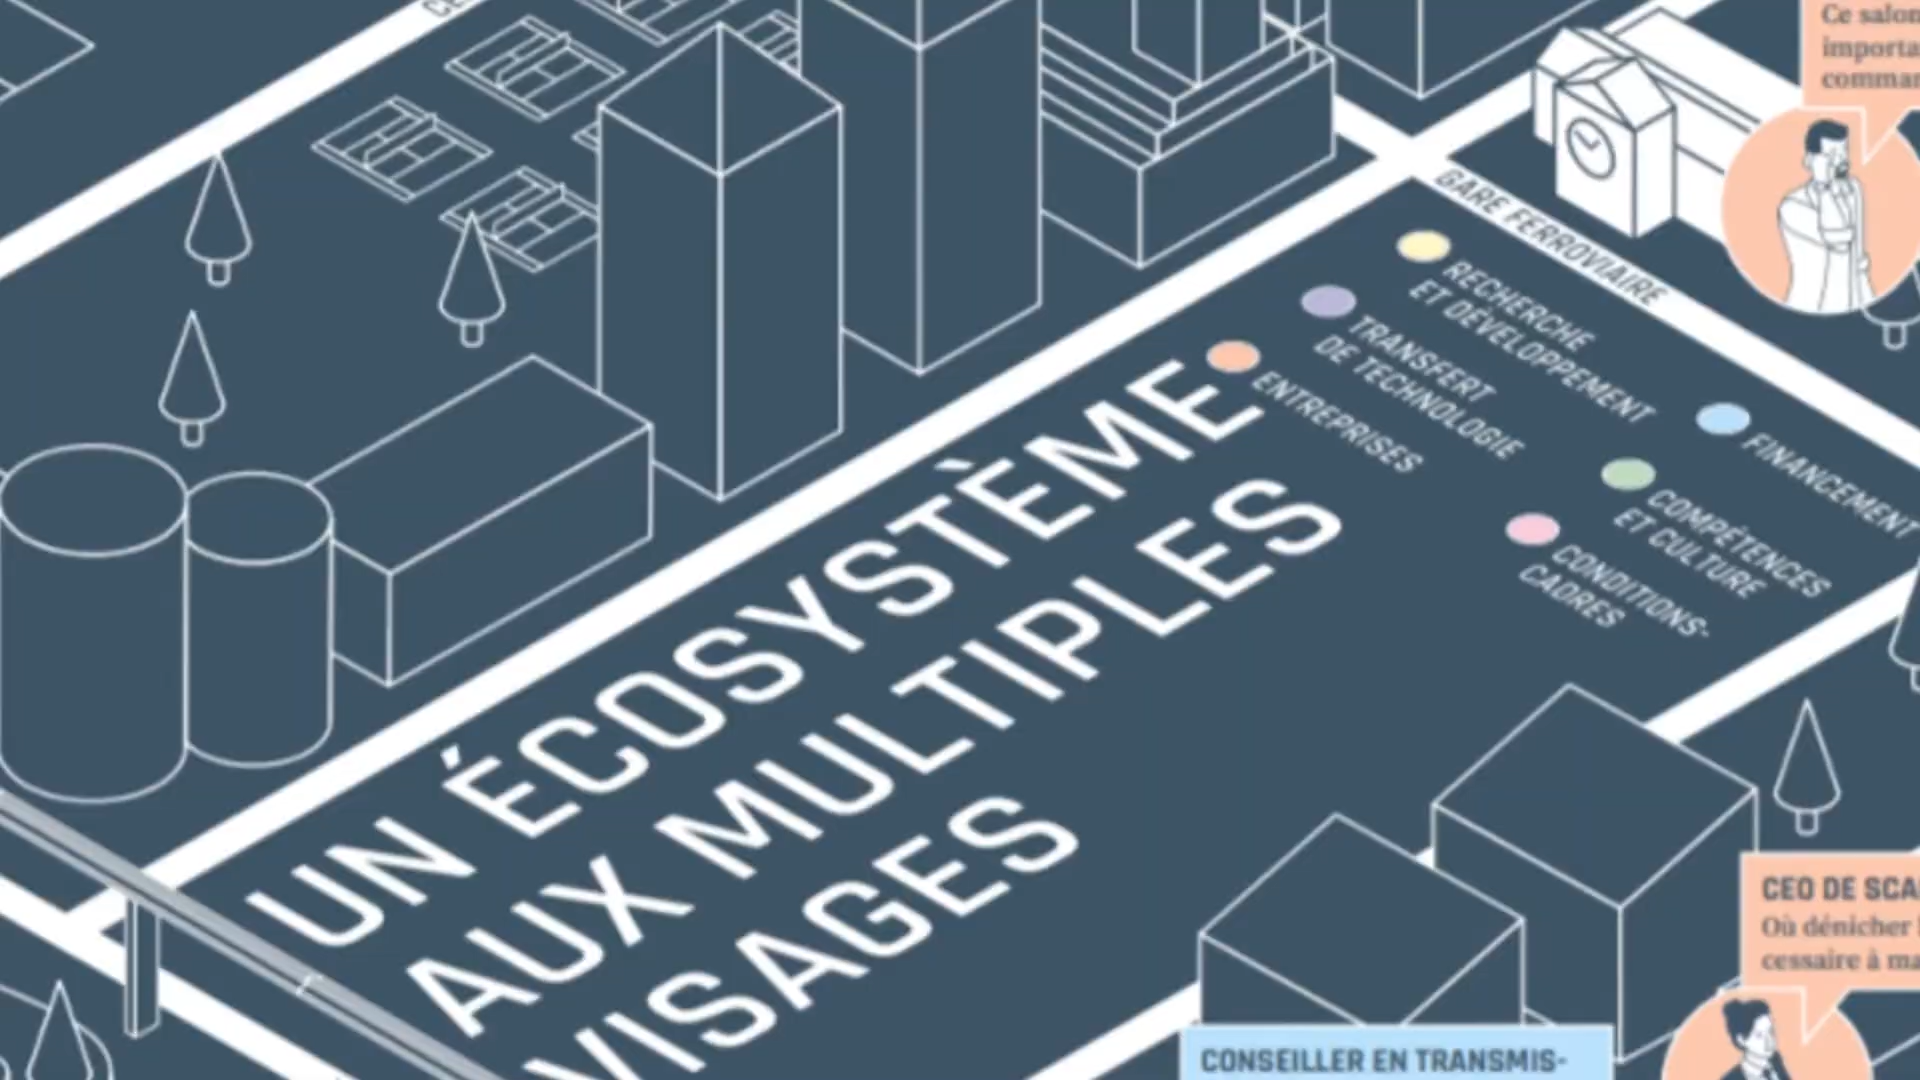 Ce salon
importa
comman
GARE FERROVIAIRE
RECHERCHE
ET DÉVELOPPEMENT
TRANSFERT
DE TECHNOLOGIE
ENTREPRISES
FINANCEMENT
COMPÉTENCES
ET CULTURE
CONDITIONS-
CADRES
UN ÉCOSYSTÈME
AUX MULTIPLES
VISAGES
CEO DE SCA
Où dénicher
cessaire à ma
CONSEILLER EN TRANSMIS-